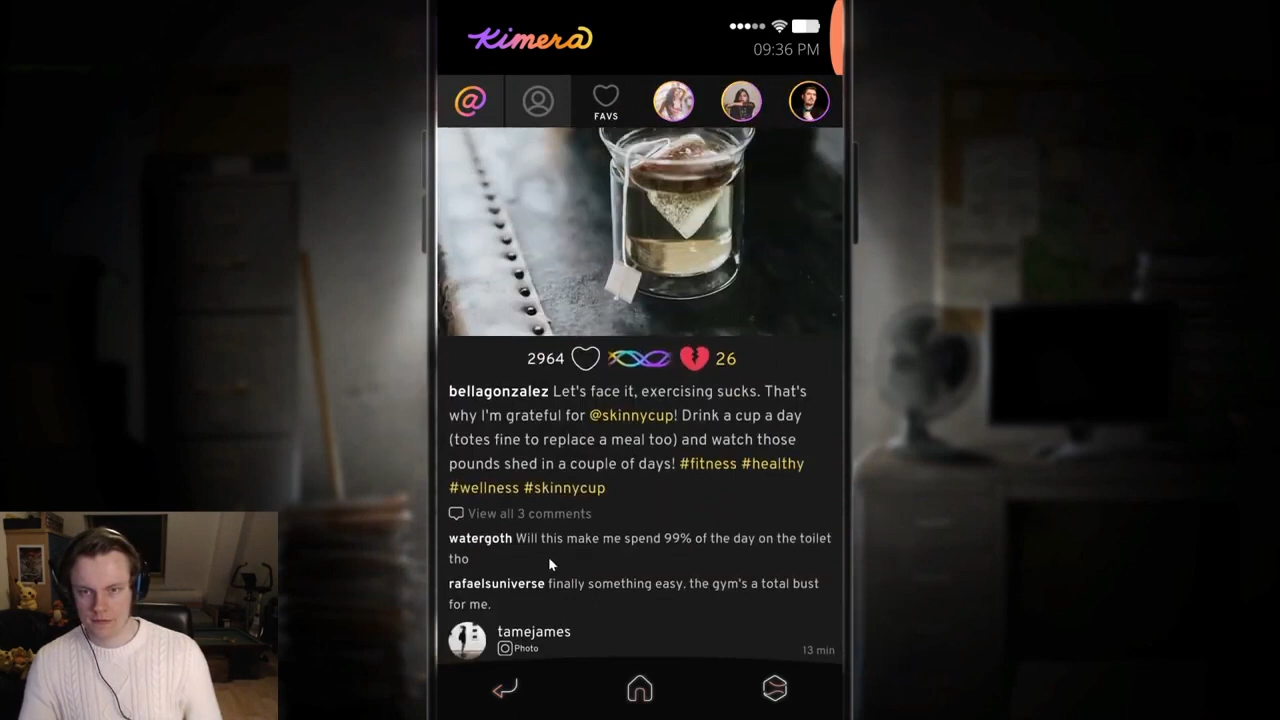 Kimera
09:36 PM
@
FAVS
2964 26
bellagonzalez Let's face it, exercising sucks. That's
why I'm grateful for @skinnycup! Drink a cup a day
(totes fine to replace a meal too) and watch those
pounds shed in a couple of days! #fitness #healthy
#wellness #skinnycup
View all 3 comments
watergoth Will this make me spend 99% of the day on the toilet
tho
rafaelsuniverse finally something easy. the gym's a total bust
for me.
tamejames
Photo
13 min